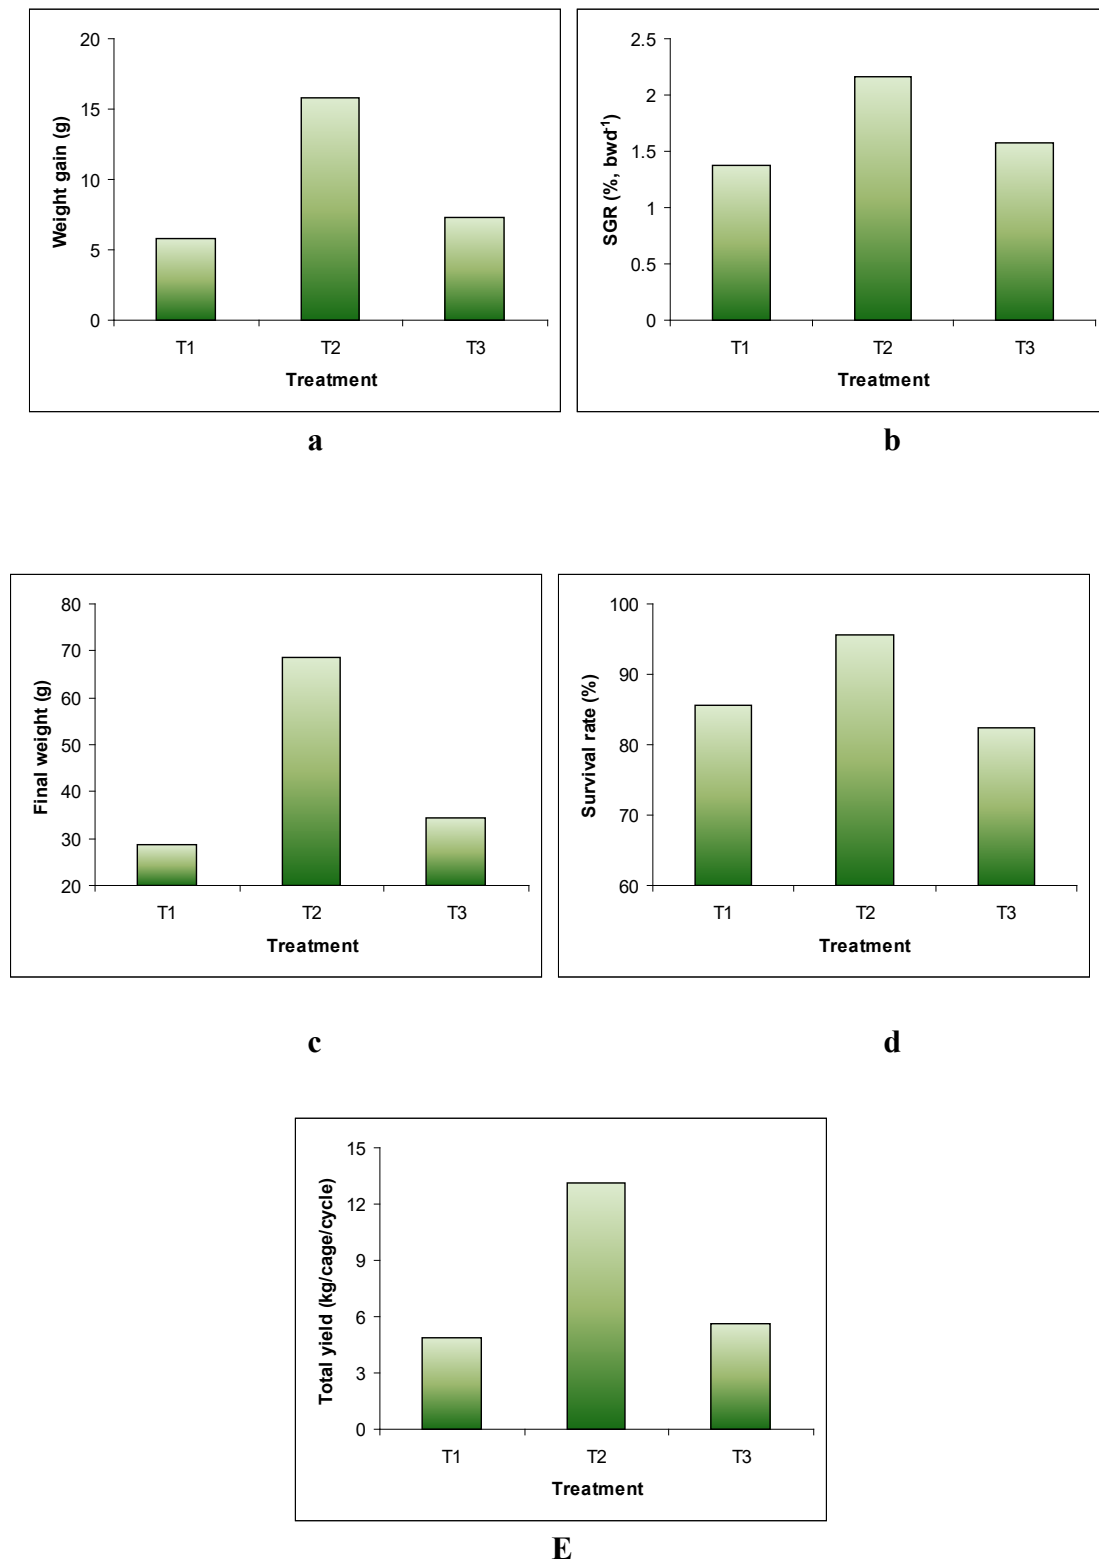 20
15
10
5
0
Weight gain (g)
T1 T2 T3
Treatment
a
2.5
2
1.5
1
0.5
0
SGR (%, bwd-1)
T1 T2 T3
Treatment
b
80
70
60
50
40
30
20
Final weight (g)
T1 T2 T3
Treatment
c
100
90
80
70
60
Survival rate (%)
T1 T2 T3
Treatment
d
15
12
9
6
3
0
Total yield (kg/cage/cycle)
T1 T2 T3
Treatment
E